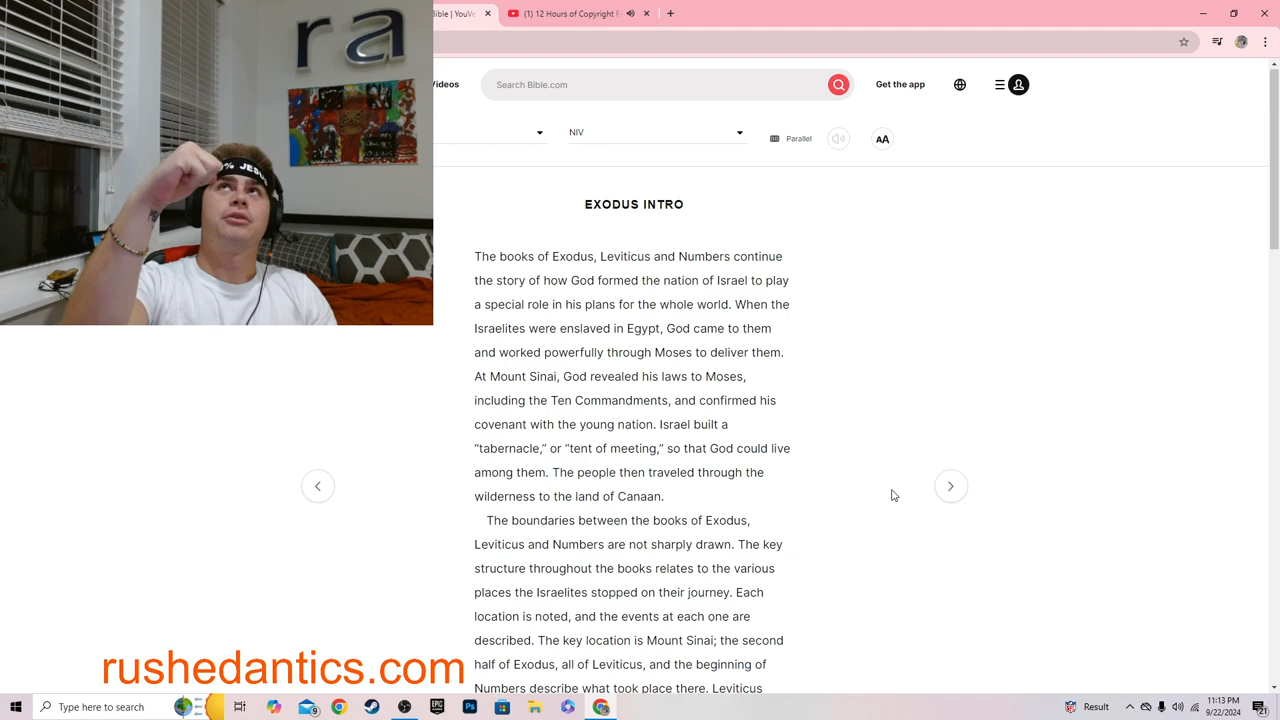 ra
% JESUS
Bible | YouVe
(1) 12 Hours of Copyright F
Videos
Search Bible.com
Get the app
NIV
Parallel
AA
EXODUS INTRO
The books of Exodus, Leviticus and Numbers continue
the story of how God formed the nation of Israel to play
a special role in his plans for the whole world. When the
Israelites were enslaved in Egypt, God came to them
and worked powerfully through Moses to deliver them.
At Mount Sinai, God revealed his laws to Moses,
including the Ten Commandments, and confirmed his
covenant with the young nation. Israel built a
“tabernacle,” or “tent of meeting,” so that God could live
among them. The people then traveled through the
wilderness to the land of Canaan.
The boundaries between the books of Exodus,
Leviticus and Numbers are not sharply drawn. The key
structure throughout the books relates to the various
places the Israelites stopped on their journey. Each
location is noted, and the events at each one are
described. The key location is Mount Sinai; the second
half of Exodus, all of Leviticus, and the beginning of
Numbers describe what took place there. Leviticus
rushedantics.com
Type here to search
9
EPIC
Ps
Result
11:13 PM
9/22/2024
21